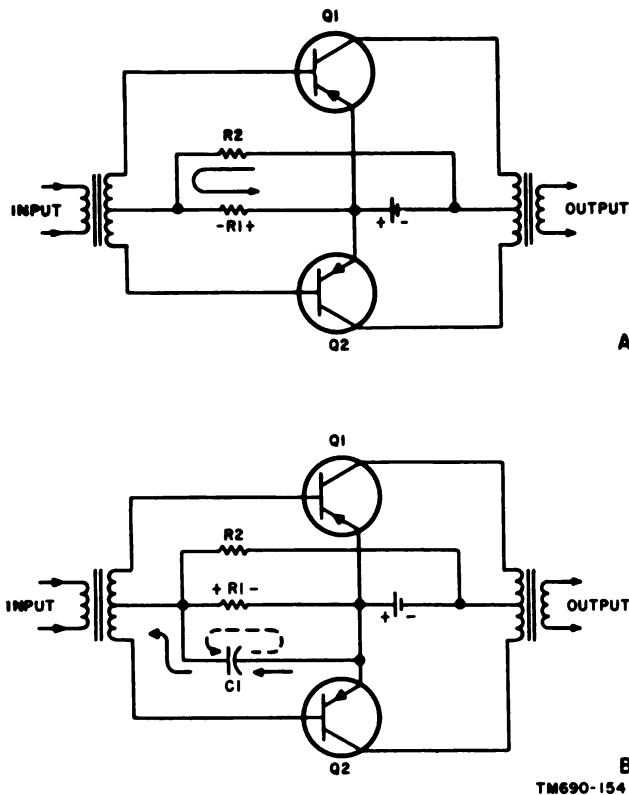 Q1
R2
INPUT
-R1+
+ -
OUTPUT
Q2
A
Q1
R2
INPUT
+ R1 -
+ -
OUTPUT
C1
Q2
B
TM690-154